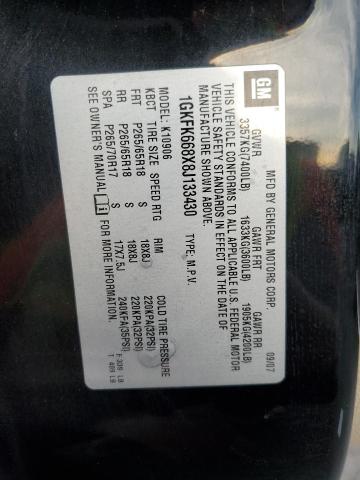 GM
MFD BY GENERAL MOTORS CORP. 09/07
GVWR GAWR FRT GAWR RR
3357KG(7400LB) 1633KG(3600LB) 1905KG(4200LB)
THIS VEHICLE CONFORMS TO ALL APPLICABLE U.S. FEDERAL MOTOR
VEHICLE SAFETY STANDARDS IN EFFECT ON THE DATE OF
MANUFACTURE SHOWN ABOVE.
1GKFK668X8J133430 TYPE: M.P.V.
MODEL: K10906
KBCT TIRE SIZE SPEED RTG RIM COLD TIRE PRESSURE
FRT P265/65R18 S 18X8J 220KPA(32PSI)
RR P265/65R18 S 18X8J 220KPA(32PSI)
SPA P265/70R17 S 17X7.5J 240KPA(35PSI)
SEE OWNER'S MANUAL i FOR MORE INFORMATION.